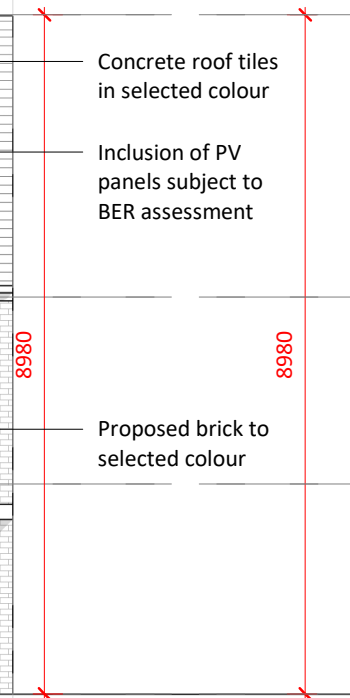 Concrete roof tiles
in selected colour
Inclusion of PV
panels subject to
BER assessment
8980
8980
Proposed brick to
selected colour